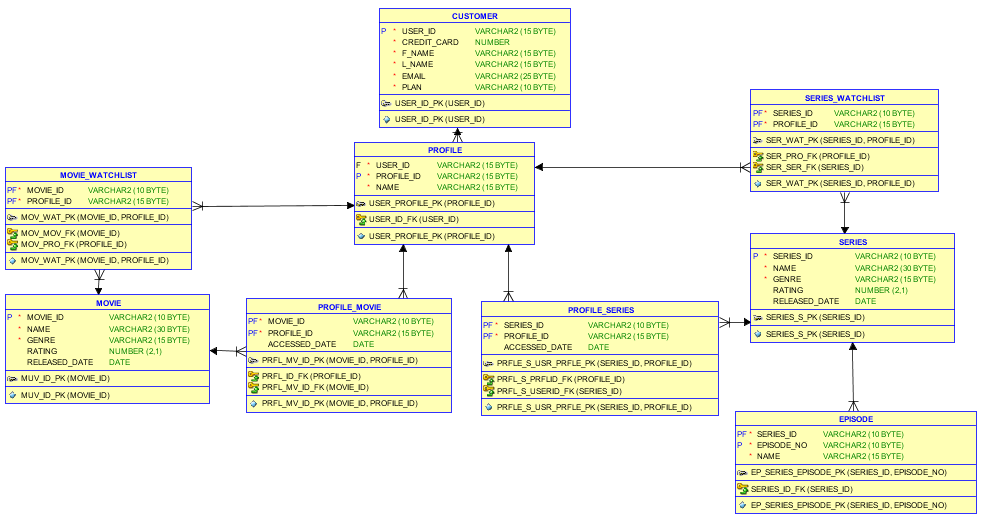 CUSTOMER
P * USER_ID VARCHAR2 (15 BYTE)
* CREDIT_CARD NUMBER
* F_NAME VARCHAR2 (15 BYTE)
* L_NAME VARCHAR2 (15 BYTE)
* EMAIL VARCHAR2 (25 BYTE)
* PLAN VARCHAR2 (10 BYTE)
USER_ID_PK (USER_ID)
USER_ID_PK (USER_ID)
SERIES_WATCHLIST
PF * SERIES_ID VARCHAR2 (10 BYTE)
PF * PROFILE_ID VARCHAR2 (15 BYTE)
SER_WAT_PK (SERIES_ID, PROFILE_ID)
SER_PRO_FK (PROFILE_ID)
SER_SER_FK (SERIES_ID)
SER_WAT_PK (SERIES_ID, PROFILE_ID)
PROFILE
F * USER_ID VARCHAR2 (15 BYTE)
P * PROFILE_ID VARCHAR2 (15 BYTE)
* NAME VARCHAR2 (15 BYTE)
USER_PROFILE_PK (PROFILE_ID)
USER_ID_FK (USER_ID)
USER_PROFILE_PK (PROFILE_ID)
MOVIE_WATCHLIST
PF * MOVIE_ID VARCHAR2 (10 BYTE)
PF * PROFILE_ID VARCHAR2 (15 BYTE)
MOV_WAT_PK (MOVIE_ID, PROFILE_ID)
MOV_MOV_FK (MOVIE_ID)
MOV_PRO_FK (PROFILE_ID)
MOV_WAT_PK (MOVIE_ID, PROFILE_ID)
SERIES
P * SERIES_ID VARCHAR2 (10 BYTE)
* NAME VARCHAR2 (30 BYTE)
* GENRE VARCHAR2 (15 BYTE)
RATING NUMBER (2,1)
RELEASED_DATE DATE
SERIES_S_PK (SERIES_ID)
SERIES_S_PK (SERIES_ID)
MOVIE
P * MOVIE_ID VARCHAR2 (10 BYTE)
* NAME VARCHAR2 (30 BYTE)
* GENRE VARCHAR2 (15 BYTE)
RATING NUMBER (2,1)
RELEASED_DATE DATE
MUV_ID_PK (MOVIE_ID)
MUV_ID_PK (MOVIE_ID)
PROFILE_MOVIE
PF * MOVIE_ID VARCHAR2 (10 BYTE)
PF * PROFILE_ID VARCHAR2 (15 BYTE)
ACCESSED_DATE DATE
PRFL_MV_ID_PK (MOVIE_ID, PROFILE_ID)
PRFL_ID_FK (PROFILE_ID)
PRFL_MV_ID_FK (MOVIE_ID)
PRFL_MV_ID_PK (MOVIE_ID, PROFILE_ID)
PROFILE_SERIES
PF * SERIES_ID VARCHAR2 (10 BYTE)
PF * PROFILE_ID VARCHAR2 (15 BYTE)
ACCESSED_DATE DATE
PRFLE_S_USR_PRFLE_PK (SERIES_ID, PROFILE_ID)
PRFL_S_PRFLID_FK (PROFILE_ID)
PRFL_S_USERID_FK (SERIES_ID)
PRFLE_S_USR_PRFLE_PK (SERIES_ID, PROFILE_ID)
EPISODE
PF * SERIES_ID VARCHAR2 (10 BYTE)
P * EPISODE_NO VARCHAR2 (10 BYTE)
* NAME VARCHAR2 (15 BYTE)
EP_SERIES_EPISODE_PK (SERIES_ID, EPISODE_NO)
SERIES_ID_FK (SERIES_ID)
EP_SERIES_EPISODE_PK (SERIES_ID, EPISODE_NO)